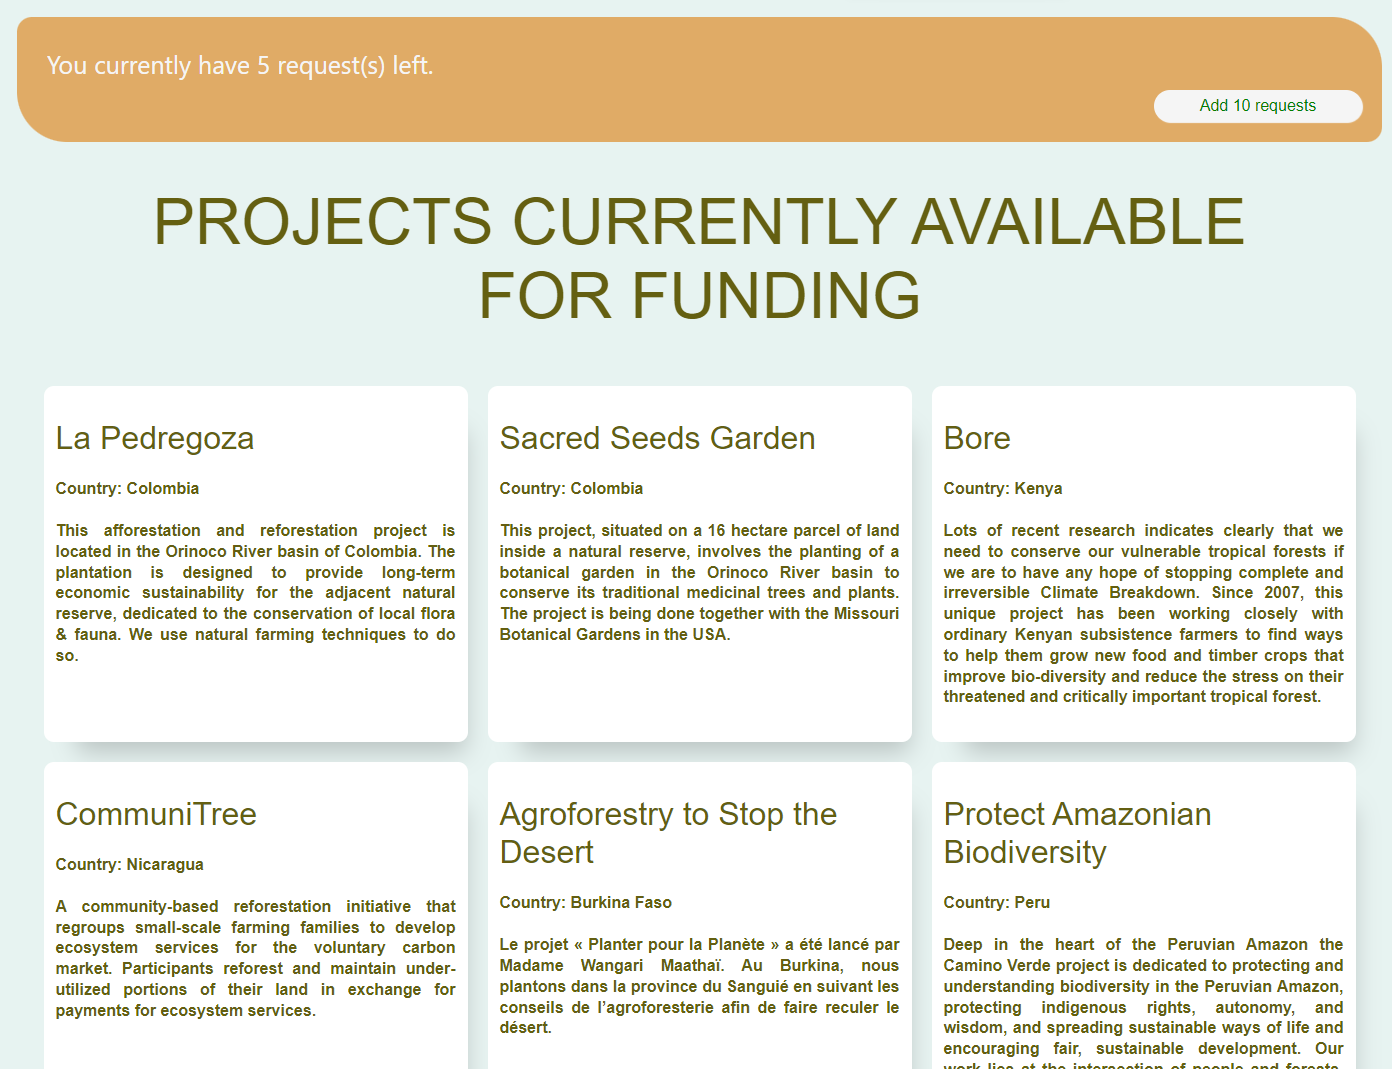 You currently have 5 request(s) left.
Add 10 requests
PROJECTS CURRENTLY AVAILABLE
FOR FUNDING
La Pedregoza
Country: Colombia
This afforestation and reforestation project is
located in the Orinoco River basin of Colombia. The
plantation is designed to provide long-term
economic sustainability for the adjacent natural
reserve, dedicated to the conservation of local flora
& fauna. We use natural farming techniques to do
so.
Sacred Seeds Garden
Country: Colombia
This project, situated on a 16 hectare parcel of land
inside a natural reserve, involves the planting of a
botanical garden in the Orinoco River basin to
conserve its traditional medicinal trees and plants.
The project is being done together with the Missouri
Botanical Gardens in the USA.
Bore
Country: Kenya
Lots of recent research indicates clearly that we
need to conserve our vulnerable tropical forests if
we are to have any hope of stopping complete and
irreversible Climate Breakdown. Since 2007, this
unique project has been working closely with
ordinary Kenyan subsistence farmers to find ways
to help them grow new food and timber crops that
improve bio-diversity and reduce the stress on their
threatened and critically important tropical forest.
CommuniTree
Country: Nicaragua
A community-based reforestation initiative that
regroups small-scale farming families to develop
ecosystem services for the voluntary carbon
market. Participants reforest and maintain under-
utilized portions of their land in exchange for
payments for ecosystem services.
Agroforestry to Stop the
Desert
Country: Burkina Faso
Le projet « Planter pour la Planète » a été lancé par
Madame Wangari Maathaï. Au Burkina, nous
plantons dans la province du Sanguié en suivant les
conseils de l’agroforesterie afin de faire reculer le
désert.
Protect Amazonian
Biodiversity
Country: Peru
Deep in the heart of the Peruvian Amazon the
Camino Verde project is dedicated to protecting and
understanding biodiversity in the Peruvian Amazon,
protecting indigenous rights, autonomy, and
wisdom, and spreading sustainable ways of life and
encouraging fair, sustainable development. Our
work lies at the intersection of people and forests.